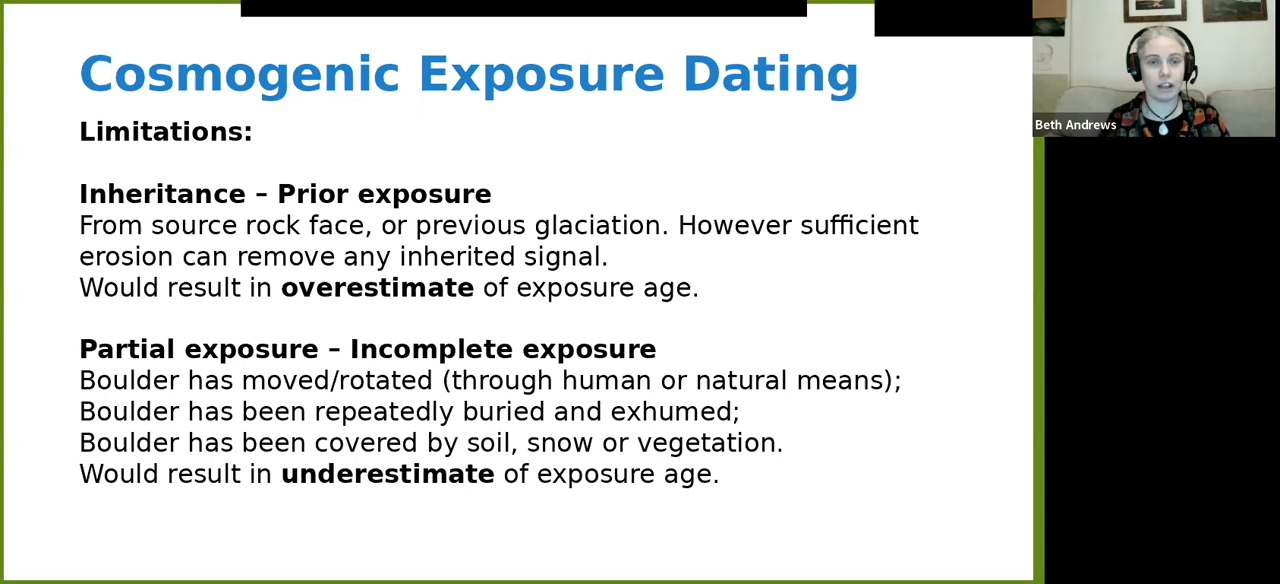 Cosmogenic Exposure Dating
Limitations:
Inheritance – Prior exposure
From source rock face, or previous glaciation. However sufficient
erosion can remove any inherited signal.
Would result in overestimate of exposure age.
Partial exposure – Incomplete exposure
Boulder has moved/rotated (through human or natural means);
Boulder has been repeatedly buried and exhumed;
Boulder has been covered by soil, snow or vegetation.
Would result in underestimate of exposure age.
Beth Andrews